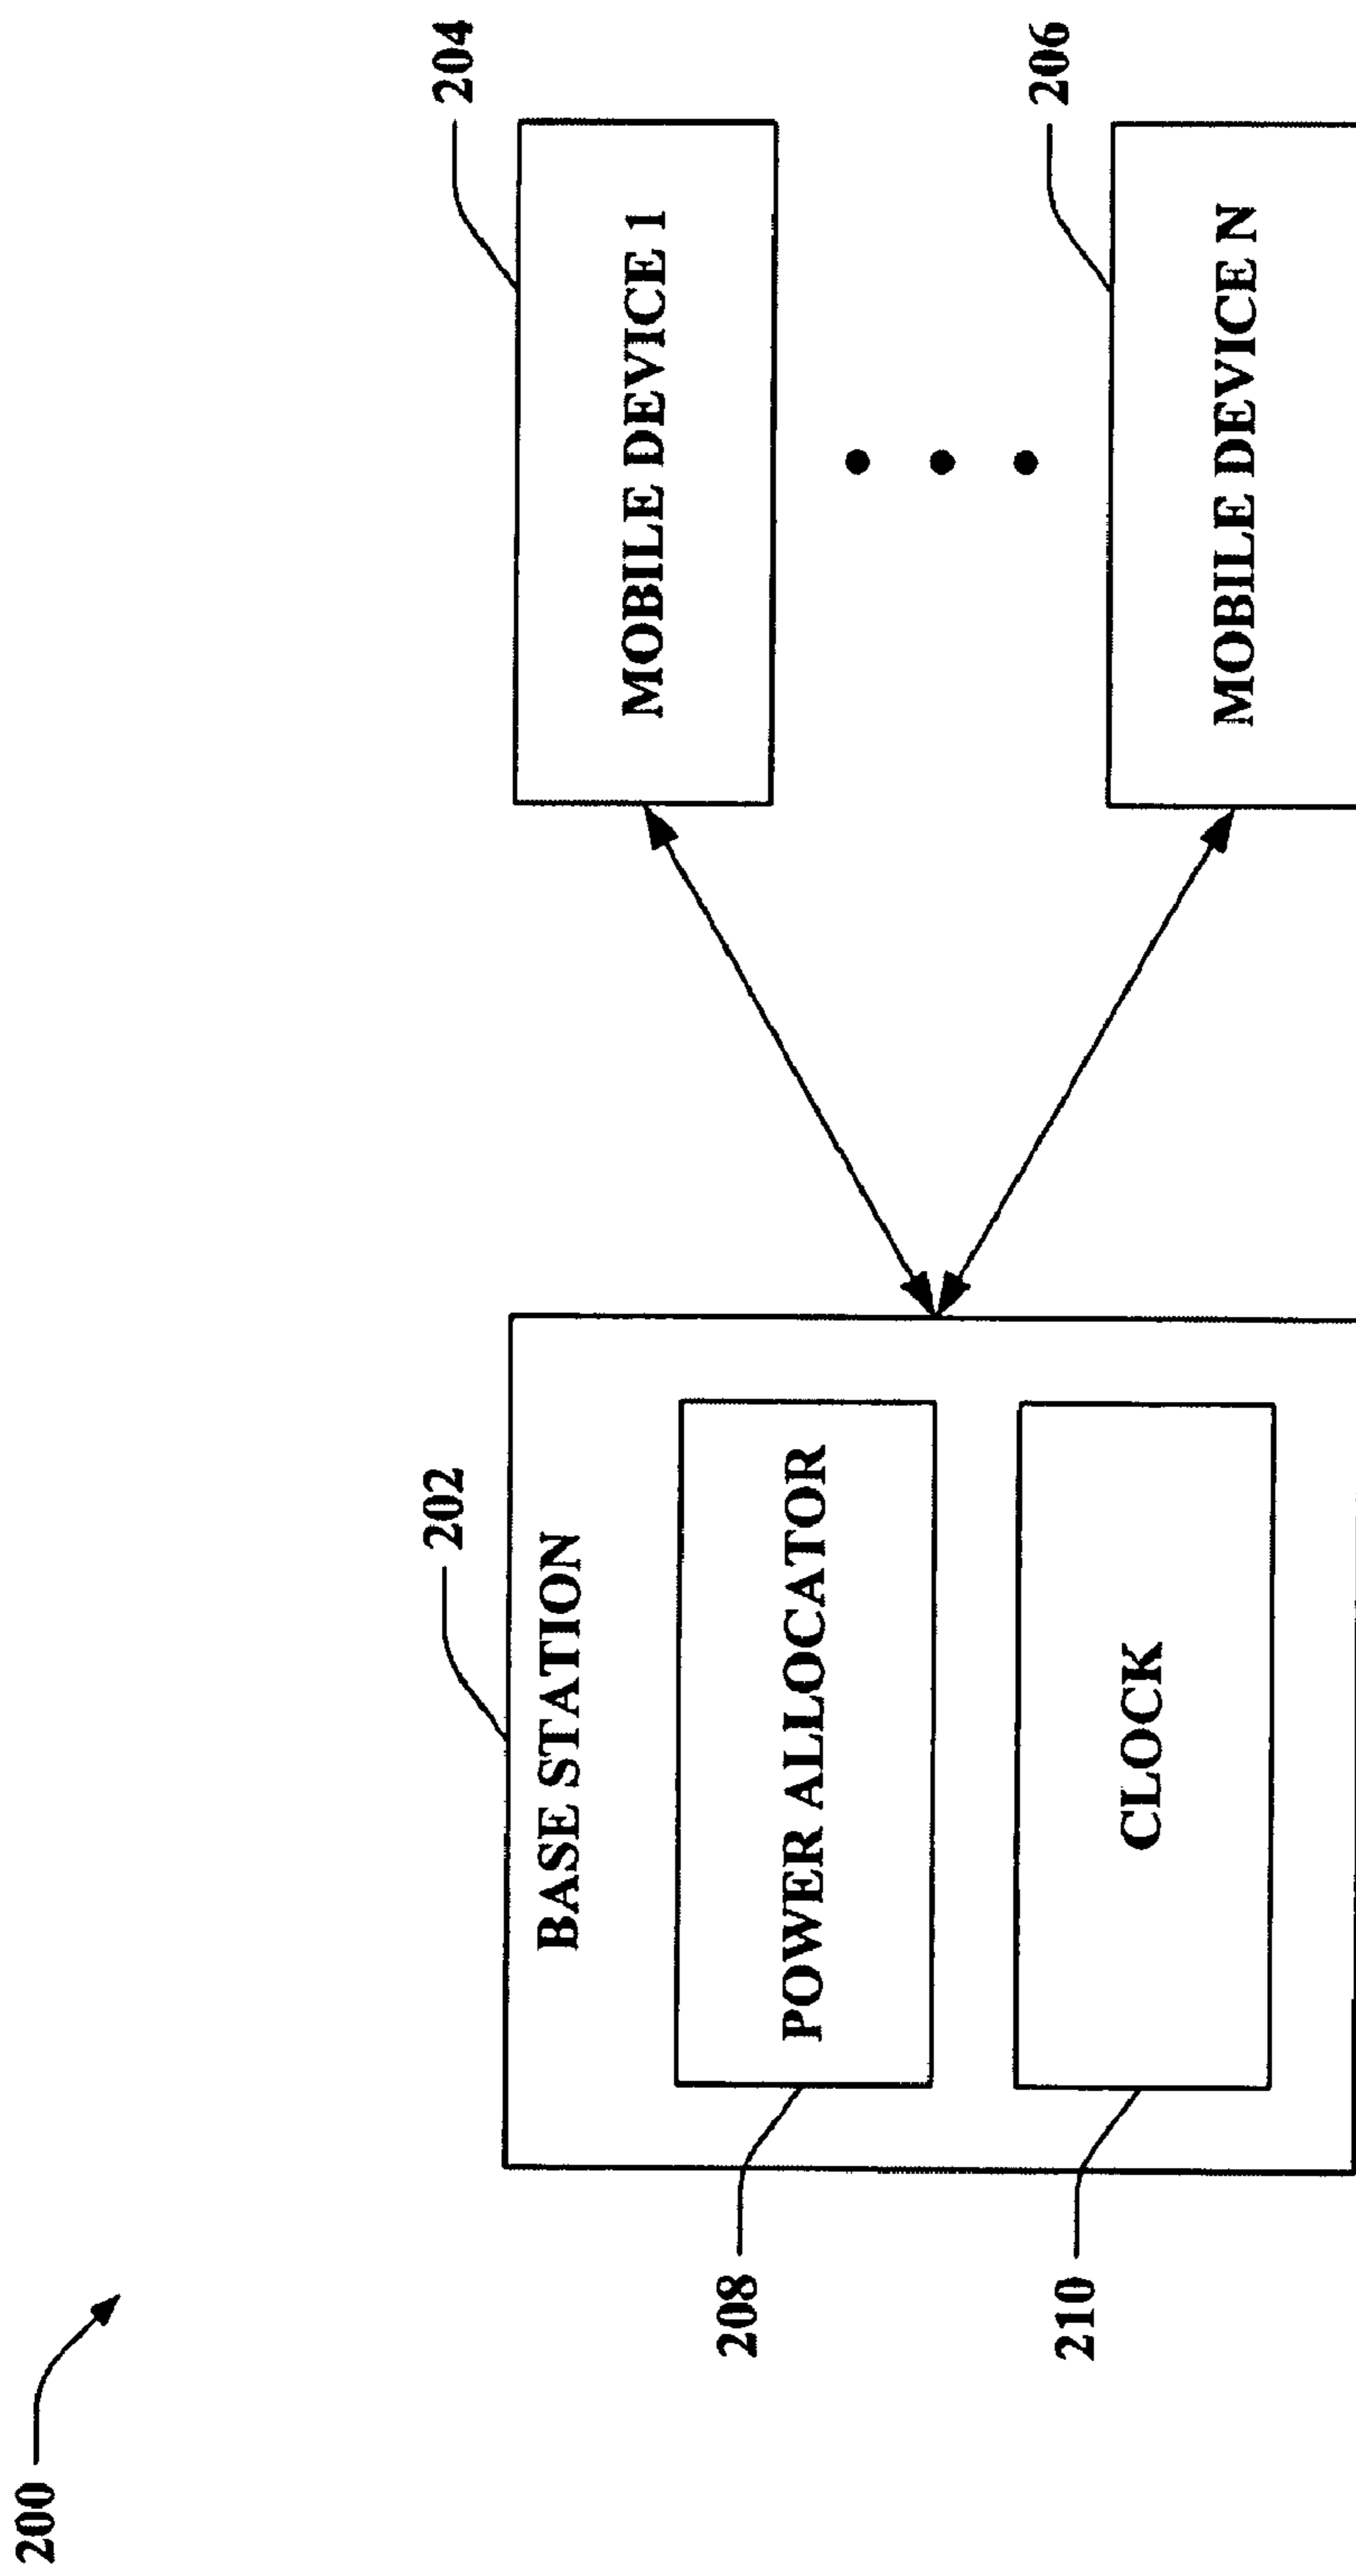 200
202
BASE STATION
POWER ALLOCATOR
208
CLOCK
210
204
MOBILE DEVICE 1
206
MOBILE DEVICE N